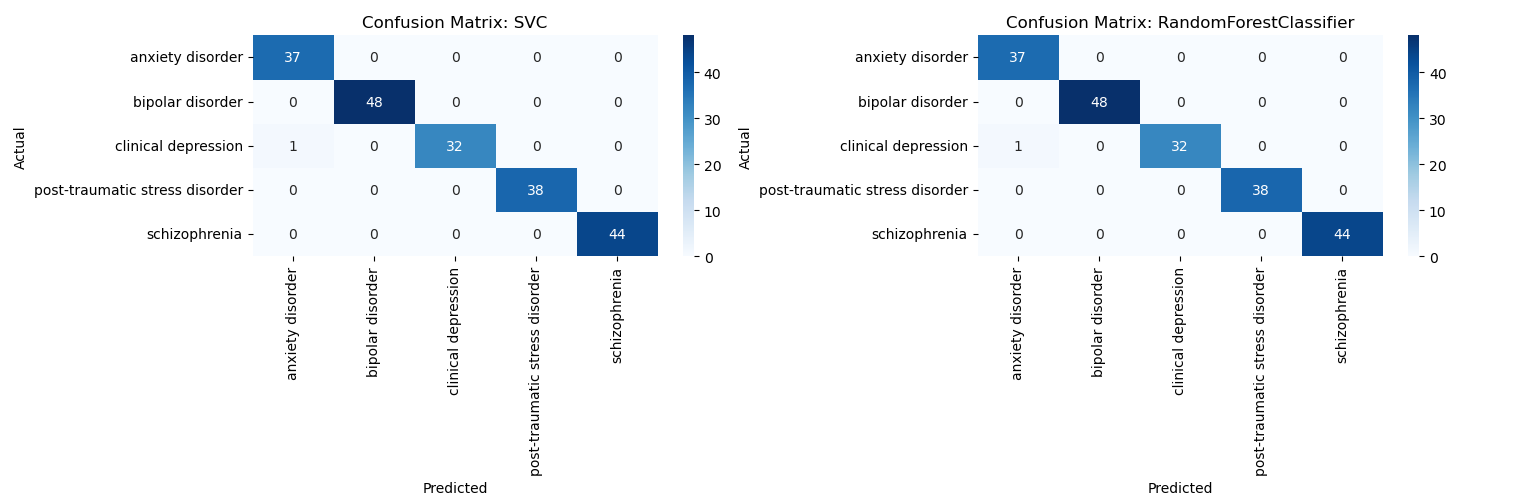 Confusion Matrix: SVC
Actual
anxiety disorder 37 0 0 0 0
bipolar disorder 0 48 0 0 0
clinical depression 1 0 32 0 0
post-traumatic stress disorder 0 0 0 38 0
schizophrenia 0 0 0 0 44
anxiety disorder
bipolar disorder
clinical depression
post-traumatic stress disorder
schizophrenia
Predicted
40
30
20
10
0
Confusion Matrix: RandomForestClassifier
Actual
anxiety disorder 37 0 0 0 0
bipolar disorder 0 48 0 0 0
clinical depression 1 0 32 0 0
post-traumatic stress disorder 0 0 0 38 0
schizophrenia 0 0 0 0 44
anxiety disorder
bipolar disorder
clinical depression
post-traumatic stress disorder
schizophrenia
Predicted
40
30
20
10
0